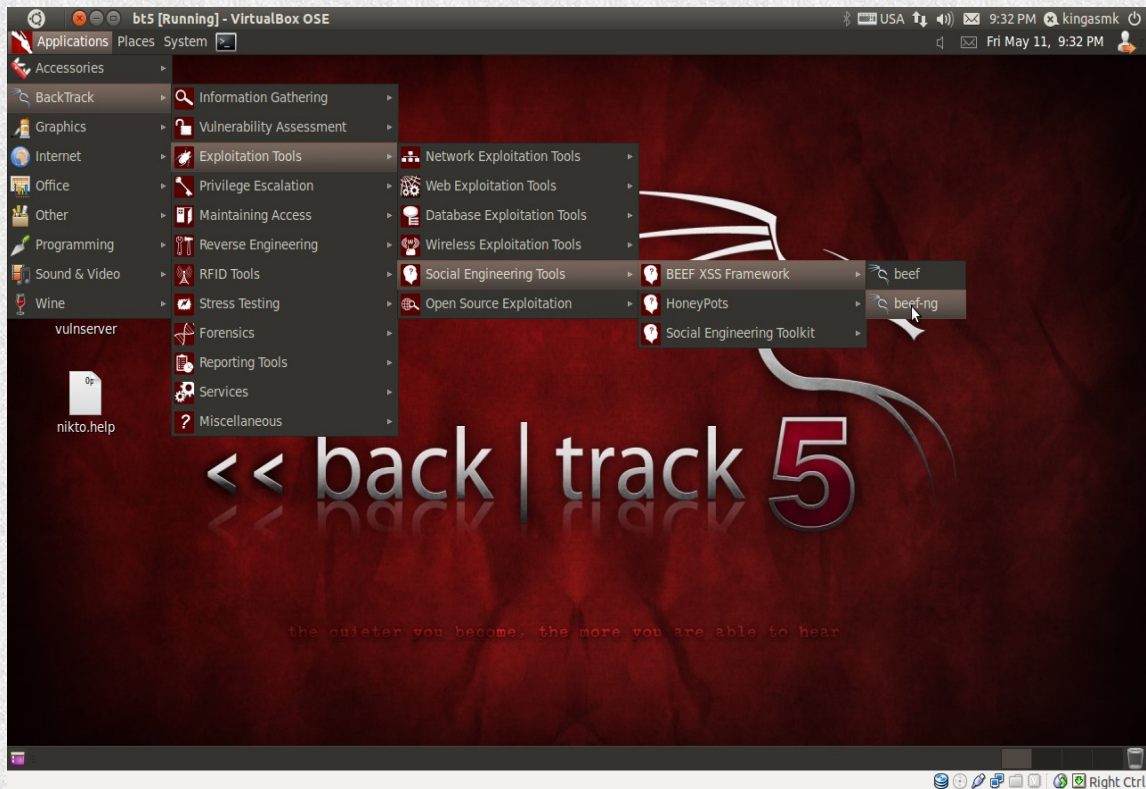 bt5 [Running] - VirtualBox OSE
USA
9:32 PM
kingasmk
Applications Places System
Fri May 11, 9:32 PM
Accessories
BackTrack
Graphics
Internet
Office
Other
Programming
Sound & Video
Wine
Information Gathering
Vulnerability Assessment
Exploitation Tools
Privilege Escalation
Maintaining Access
Reverse Engineering
RFID Tools
Stress Testing
Forensics
Reporting Tools
Services
Miscellaneous
Network Exploitation Tools
Web Exploitation Tools
Database Exploitation Tools
Wireless Exploitation Tools
Social Engineering Tools
Open Source Exploitation
BEEF XSS Framework
HoneyPots
Social Engineering Toolkit
beef
beef-ng
vulnserver
nikto.help
<< back | track 5
the quieter you become, the more you are able to hear
Right Ctrl